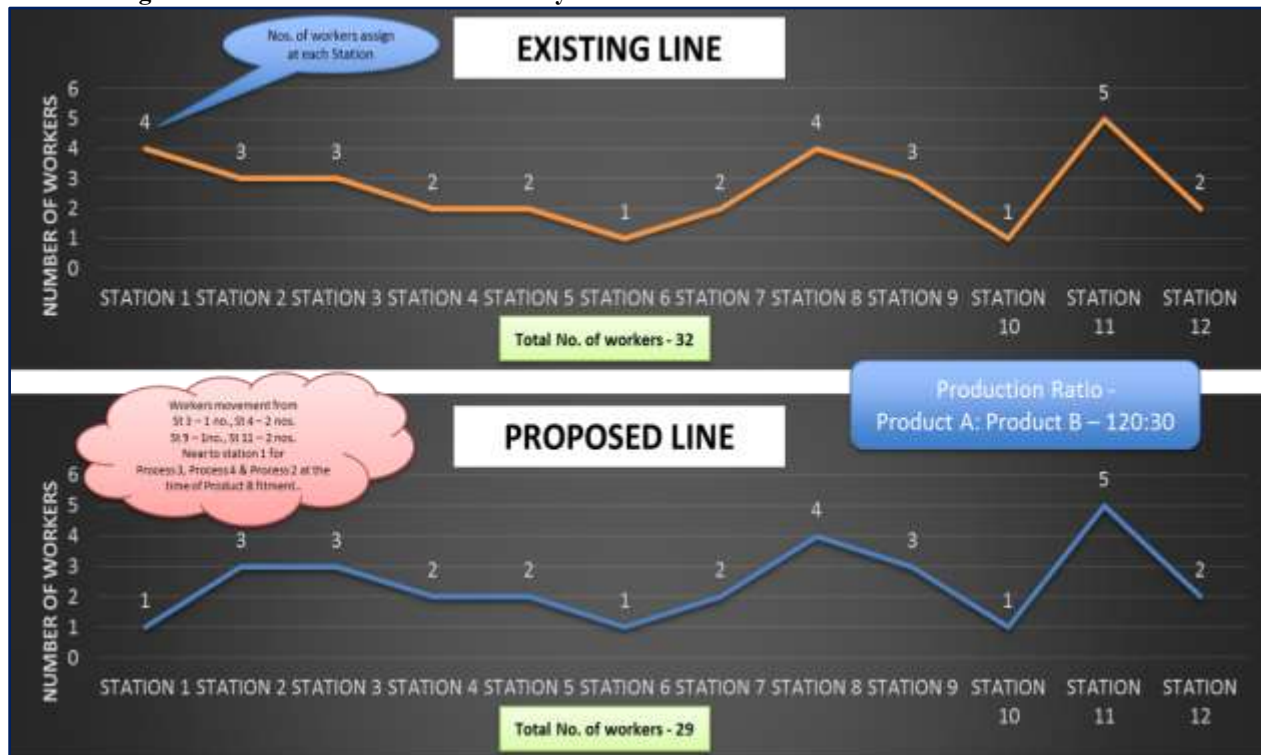 Nos. of workers assign
at each Station
EXISTING LINE
NUMBER OF WORKERS
6
5
4
3
2
1
0
4
3
3
2
2
1
2
4
3
1
5
2
STATION 1 STATION 2 STATION 3 STATION 4 STATION 5 STATION 6 STATION 7 STATION 8 STATION 9 STATION 10 STATION 11 STATION 12
Total No. of workers - 32
Production Ratio -
Product A: Product B – 120:30
Workers movement from
St 3 – 1 no., St 4 – 2 nos.
St 9 – 1no., St 11 – 2 nos.
Near to station 1 for
Process 3, Process 4 & Process 2 at the
time of Product B fitment..
PROPOSED LINE
NUMBER OF WORKERS
6
5
4
3
2
1
0
1
3
3
2
2
1
2
4
3
1
5
2
STATION 1 STATION 2 STATION 3 STATION 4 STATION 5 STATION 6 STATION 7 STATION 8 STATION 9 STATION 10 STATION 11 STATION 12
Total No. of workers - 29